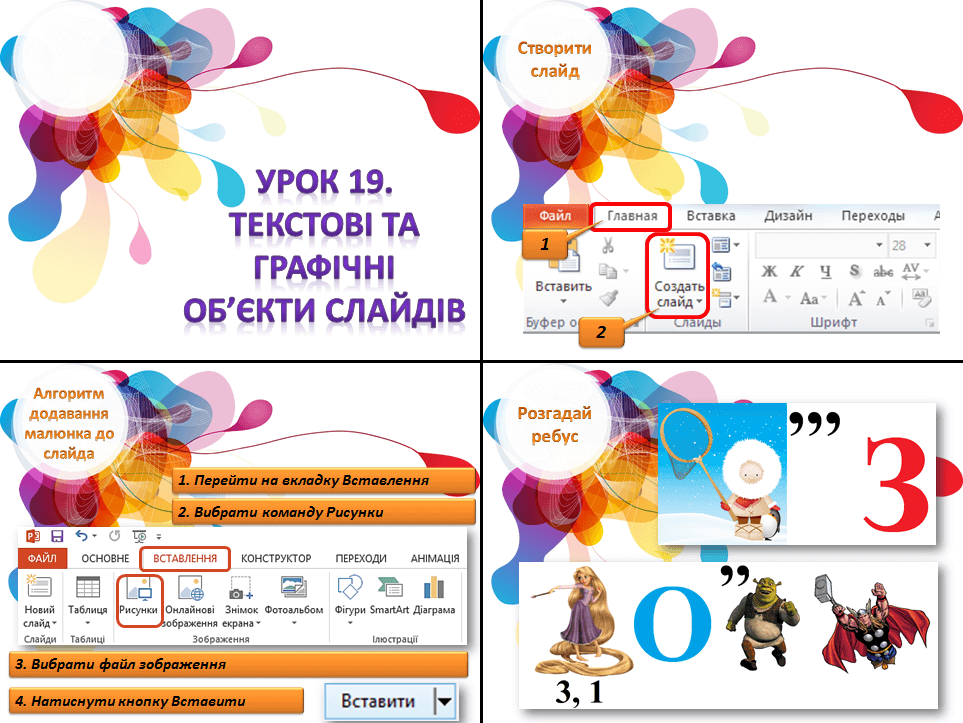 УРОК 19.
ТЕКСТОВІ ТА
ГРАФІЧНІ
ОБ’ЄКТИ СЛАЙДІВ
Створити
слайд
Файл Главная Вставка Дизайн Переходы А
1
28
Ж К Ч S abc AV
Вставить
Создать
слайд
А Aa A A Aa
Буфер о
Слайды
Шрифт
2
Алгоритм
додавання
малюнка до
слайда
1. Перейти на вкладку Вставлення
2. Вибрати команду Рисунки
ФАЙЛ ОСНОВНЕ ВСТАВЛЕННЯ КОНСТРУКТОР ПЕРЕХОДИ АНІМАЦІЯ
Новий Таблиця Рисунки Онлайнові Знімок Фотоальбом Фігури SmartArt Діаграма
слайд зображення екрана
Слайди Таблиці Зображення Ілюстрації
3. Вибрати файл зображення
4. Натиснути кнопку Вставити
Вставити
Розгадай
ребус
,,, З
О ,,
3, 1